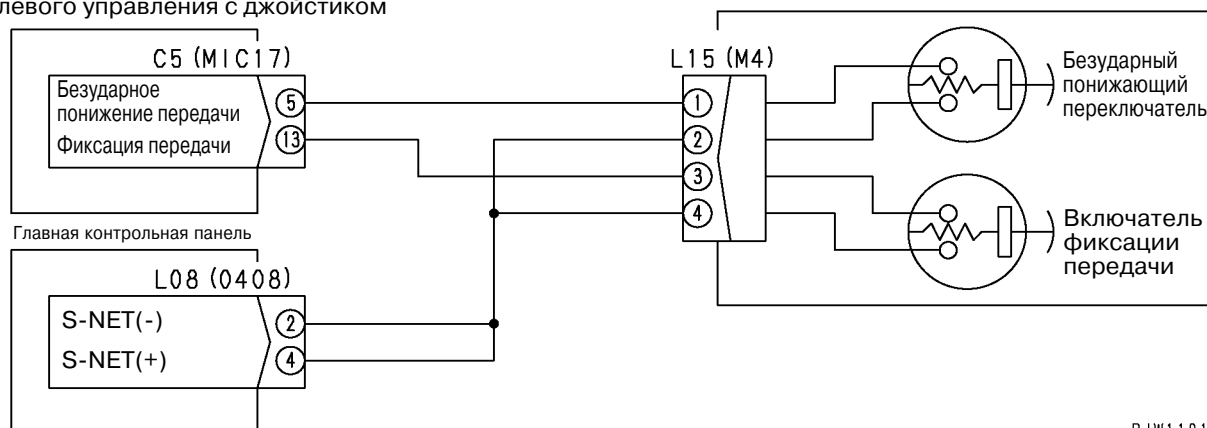 левого управления с джойстиком
C5 (MIC17)
Безударное
понижение передачи
Фиксация передачи
5
13
Главная контрольная панель
L08 (0408)
S-NET(-)
S-NET(+)
2
4
L15 (M4)
1
2
3
4
Безударный
понижающий
переключатель
Включатель
фиксации
передачи